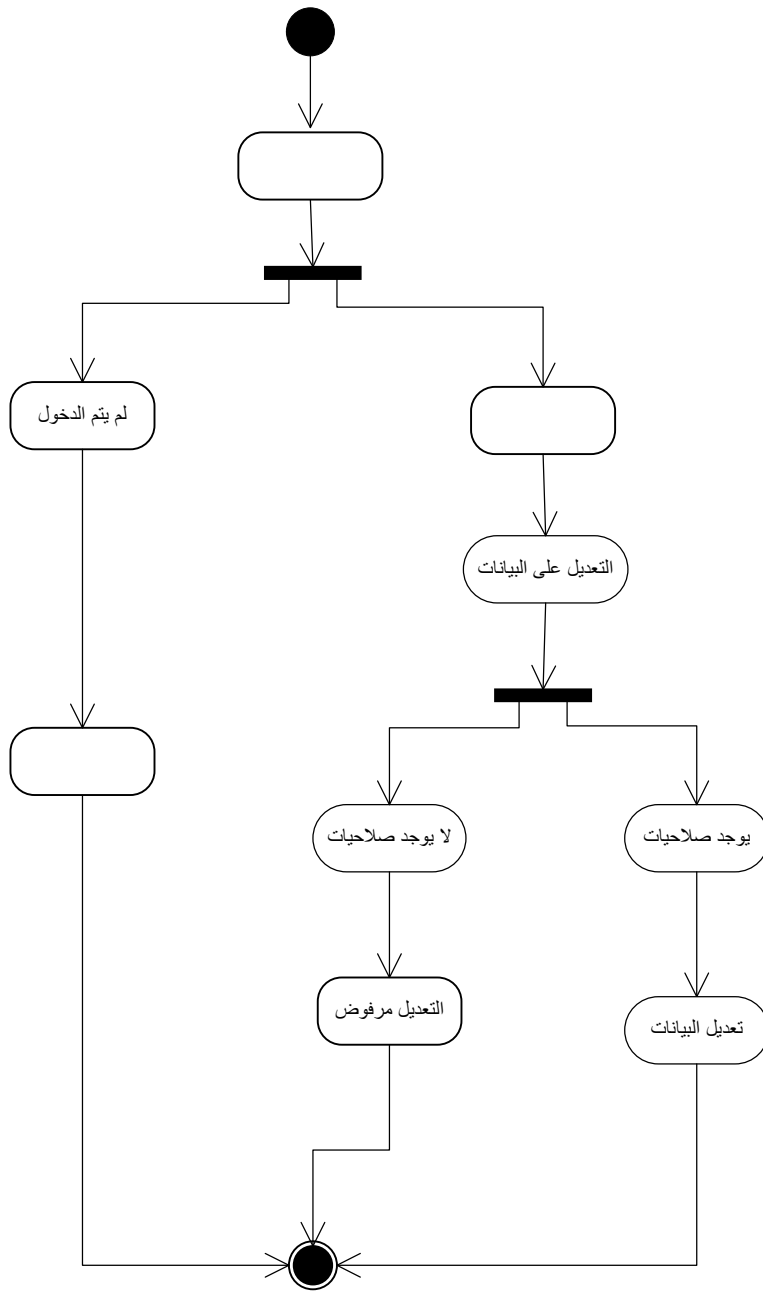 لم يتم الدخول
التعديل على البيانات
لا يوجد صلاحيات
يوجد صلاحيات
التعديل مرفوض
تعديل البيانات